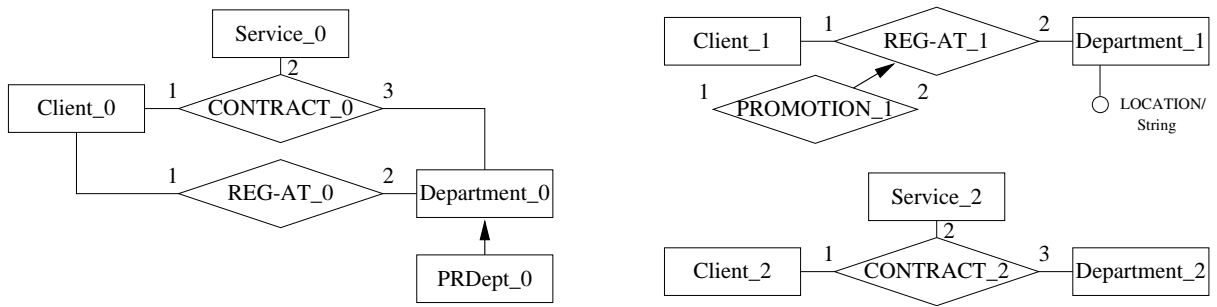 Service_0
2
Client_0
1
CONTRACT_0
3
1
REG-AT_0
2
Department_0
PRDept_0
Client_1
1
REG-AT_1
2
Department_1
1
PROMOTION_1
2
LOCATION/
String
Service_2
2
Client_2
1
CONTRACT_2
3
Department_2